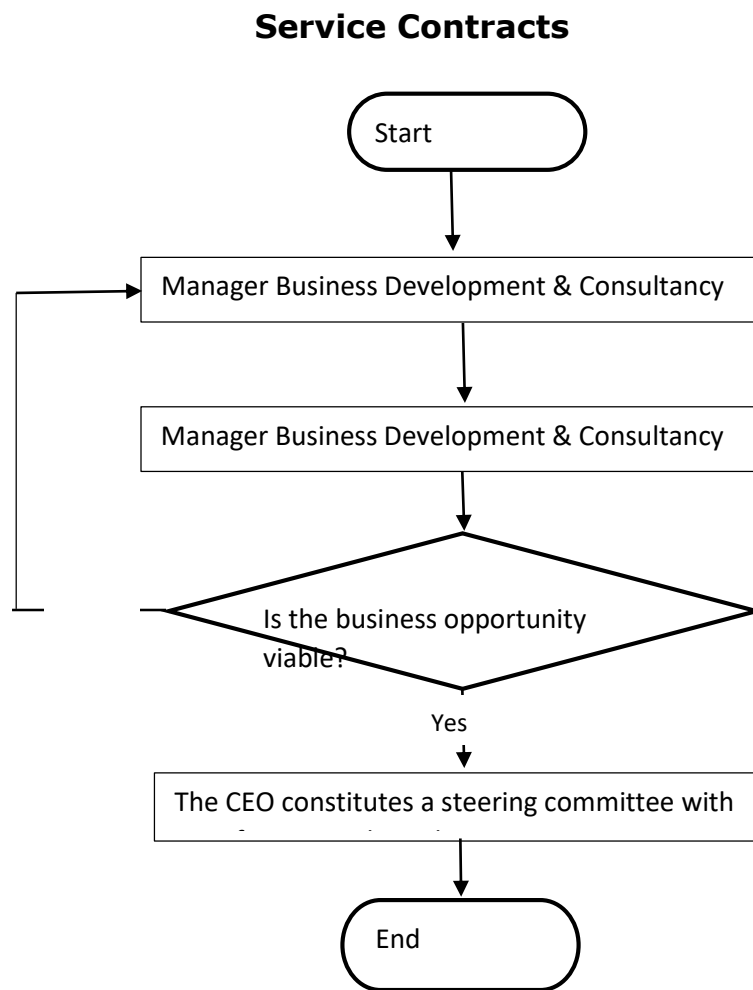 Service Contracts
Start
Manager Business Development & Consultancy
Manager Business Development & Consultancy
Is the business opportunity
viable?
Yes
The CEO constitutes a steering committee with
End